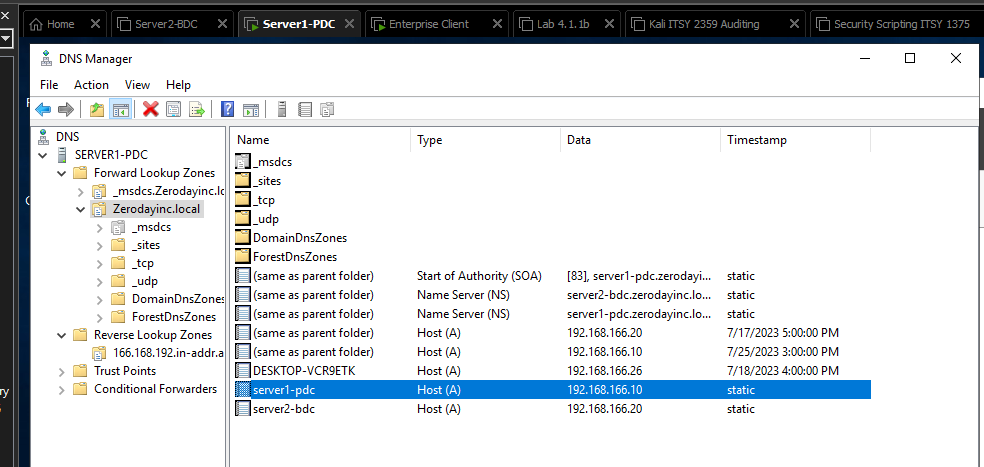 Home
Server2-BDC
Server1-PDC
Enterprise Client
Lab 4.1.1b
Kali ITSY 2359 Auditing
Security Scripting ITSY 1375
DNS Manager
File Action View Help
DNS
SERVER1-PDC
Forward Lookup Zones
_msdcs.Zerodayinc.lo
Zerodayinc.local
_msdcs
_sites
_tcp
_udp
DomainDnsZones
ForestDnsZones
Reverse Lookup Zones
166.168.192.in-addr.a
Trust Points
Conditional Forwarders
Name Type Data Timestamp
_msdcs
_sites
_tcp
_udp
DomainDnsZones
ForestDnsZones
(same as parent folder) Start of Authority (SOA) [83], server1-pdc.zerodayi... static
(same as parent folder) Name Server (NS) server2-bdc.zerodayinc.lo... static
(same as parent folder) Name Server (NS) server1-pdc.zerodayinc.lo... static
(same as parent folder) Host (A) 192.168.166.20 7/17/2023 5:00:00 PM
(same as parent folder) Host (A) 192.168.166.10 7/25/2023 3:00:00 PM
DESKTOP-VCR9ETK Host (A) 192.168.166.26 7/18/2023 4:00:00 PM
server1-pdc Host (A) 192.168.166.10 static
server2-bdc Host (A) 192.168.166.20 static
ry